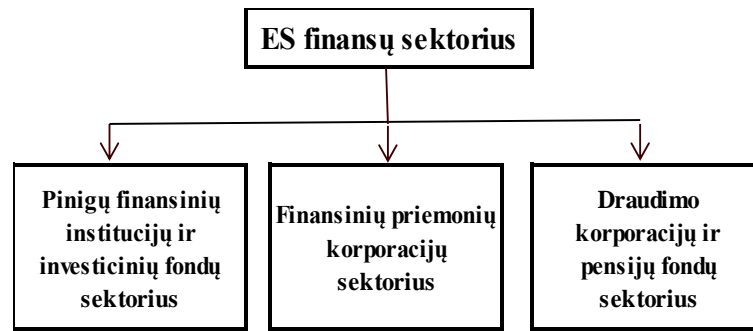 ES finansų sektorius
Pinigų finansinių
institucijų ir
investicinių fondų
sektorius
Finansinių priemonių
korporacijų
sektorius
Draudimo
korporacijų ir
pensijų fondų
sektorius